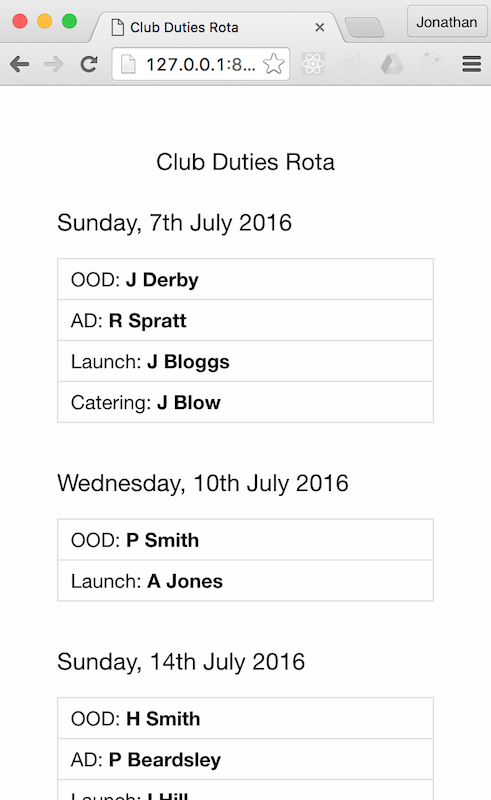 Club Duties Rota
Jonathan
127.0.0.1:8...
Club Duties Rota
Sunday, 7th July 2016
OOD: J Derby
AD: R Spratt
Launch: J Bloggs
Catering: J Blow
Wednesday, 10th July 2016
OOD: P Smith
Launch: A Jones
Sunday, 14th July 2016
OOD: H Smith
AD: P Beardsley
Launch: J Hill